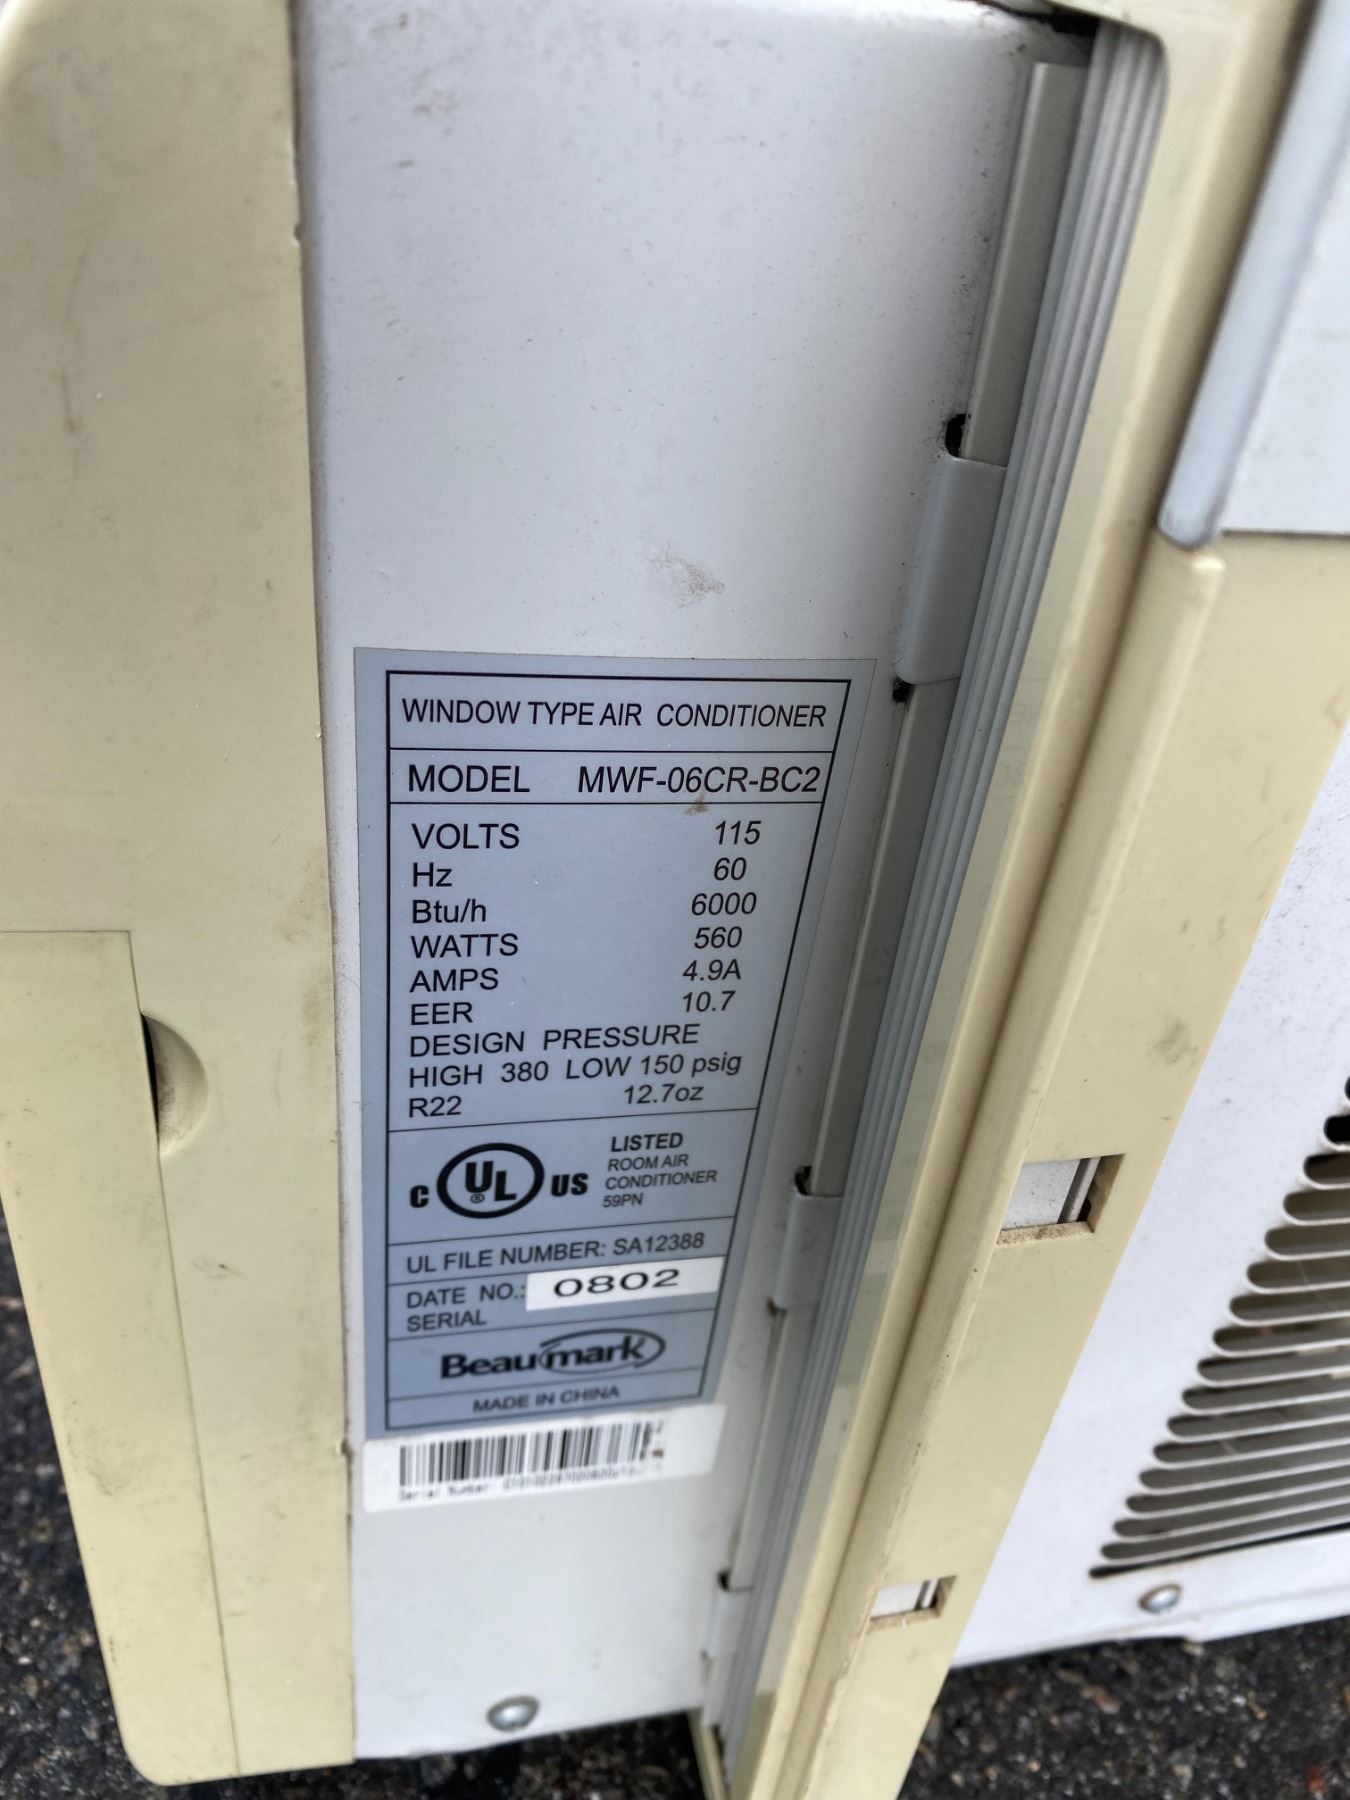 WINDOW TYPE AIR CONDITIONER
MODEL MWF-06CR-BC2
VOLTS 115
Hz 60
Btu/h 6000
WATTS 560
AMPS 4.9A
EER 10.7
DESIGN PRESSURE
HIGH 380 LOW 150 psig
R22 12.7oz
C UL® US
LISTED
ROOM AIR
CONDITIONER
59PN
UL FILE NUMBER: SA12388
DATE NO.: 0802
SERIAL
Beaumark
MADE IN CHINA
Serial Number